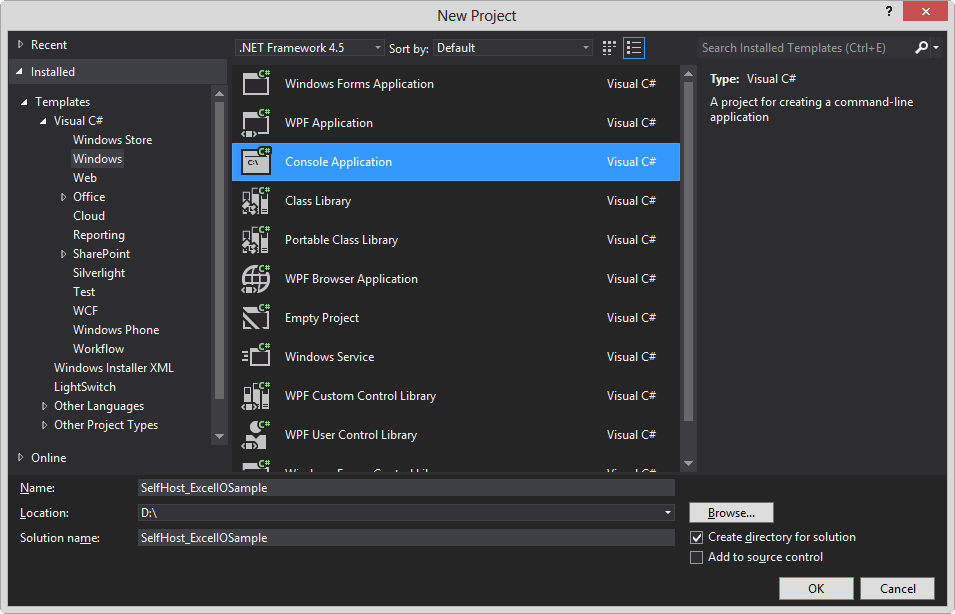 New Project
?
Recent
Installed
.NET Framework 4.5
Sort by:
Default
Search Installed Templates (Ctrl+E)
Templates
Visual C#
Windows Store
Windows
Web
Office
Cloud
Reporting
SharePoint
Silverlight
Test
WCF
Windows Phone
Workflow
Windows Installer XML
LightSwitch
Other Languages
Other Project Types
Online
C# Windows Forms Application Visual C#
C# WPF Application Visual C#
C# C:\ Console Application Visual C#
C# Class Library Visual C#
C# Portable Class Library Visual C#
C# WPF Browser Application Visual C#
C# Empty Project Visual C#
C# Windows Service Visual C#
C# WPF Custom Control Library Visual C#
C# WPF User Control Library Visual C#
C#
Type: Visual C#
A project for creating a command-line
application
Name: SelfHost_ExcelIOSample
Location: D:\
Browse...
Solution name: SelfHost_ExcelIOSample
Create directory for solution
Add to source control
OK
Cancel